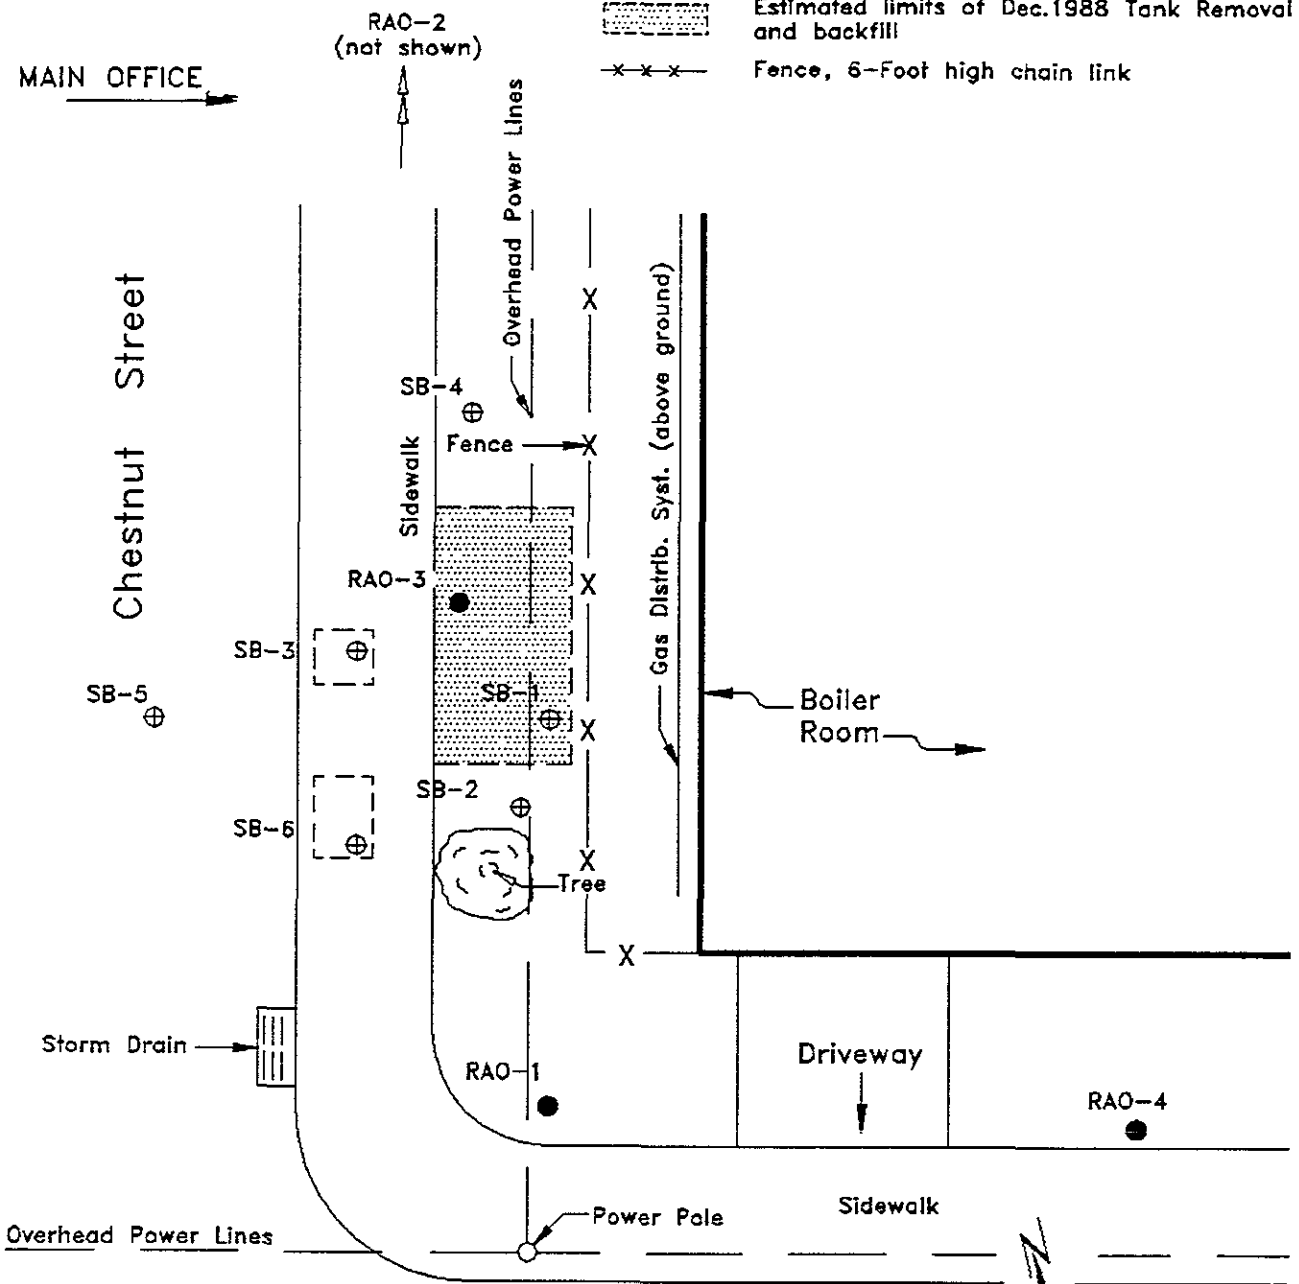 RAO-2
(not shown)
Estimated limits of Dec.1988 Tank Removal
and backfill
MAIN OFFICE
x x x
Fence, 6-Foot high chain link
Overhead Power Lines
Chestnut Street
X
Gas Distrib. Syst. (above ground)
SB-4
Fence
X
Sidewalk
RAO-3
X
SB-3
SB-5
SB-1
X
Boiler
Room
SB-2
SB-6
X
Tree
X
Storm Drain
Driveway
RAO-1
RAO-4
Sidewalk
Power Pole
Overhead Power Lines
N